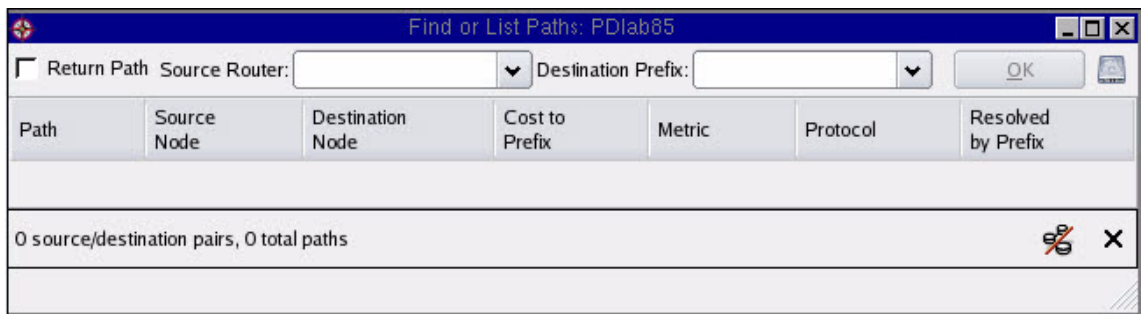 Find or List Paths: PDlab85
Return Path Source Router: Destination Prefix: OK
Path Source Node Destination Node Cost to Prefix Metric Protocol Resolved by Prefix
0 source/destination pairs, 0 total paths